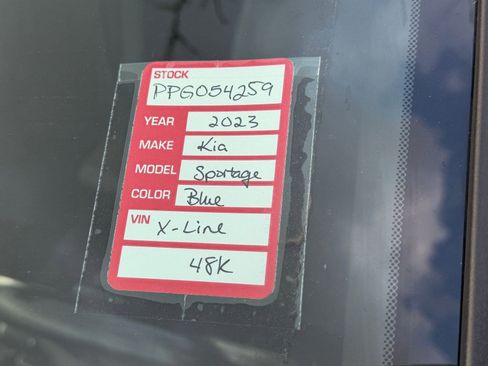 STOCK
PPG054259
YEAR 2023
MAKE Kia
MODEL Sportage
COLOR Blue
VIN X-Line
48K